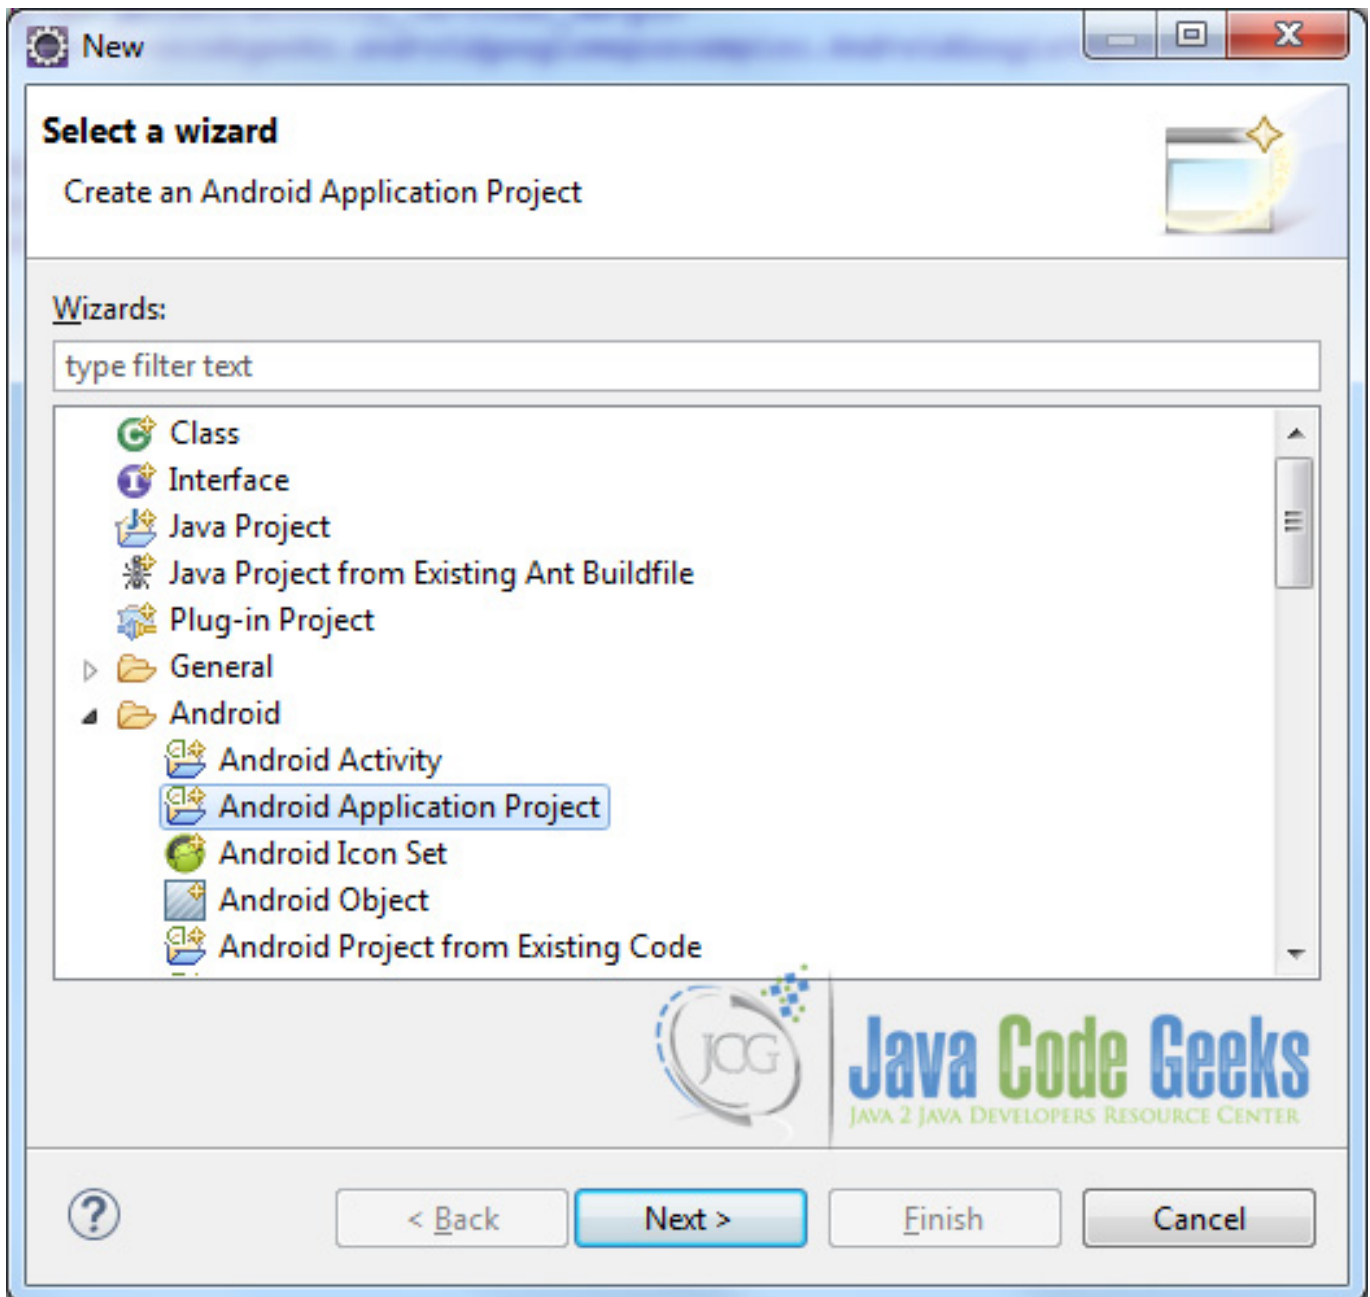 New
Select a wizard
Create an Android Application Project
Wizards:
type filter text
Class
Interface
Java Project
Java Project from Existing Ant Buildfile
Plug-in Project
General
Android
Android Activity
Android Application Project
Android Icon Set
Android Object
Android Project from Existing Code
JCG
Java Code Geeks
JAVA 2 JAVA DEVELOPERS RESOURCE CENTER
< Back
Next >
Finish
Cancel